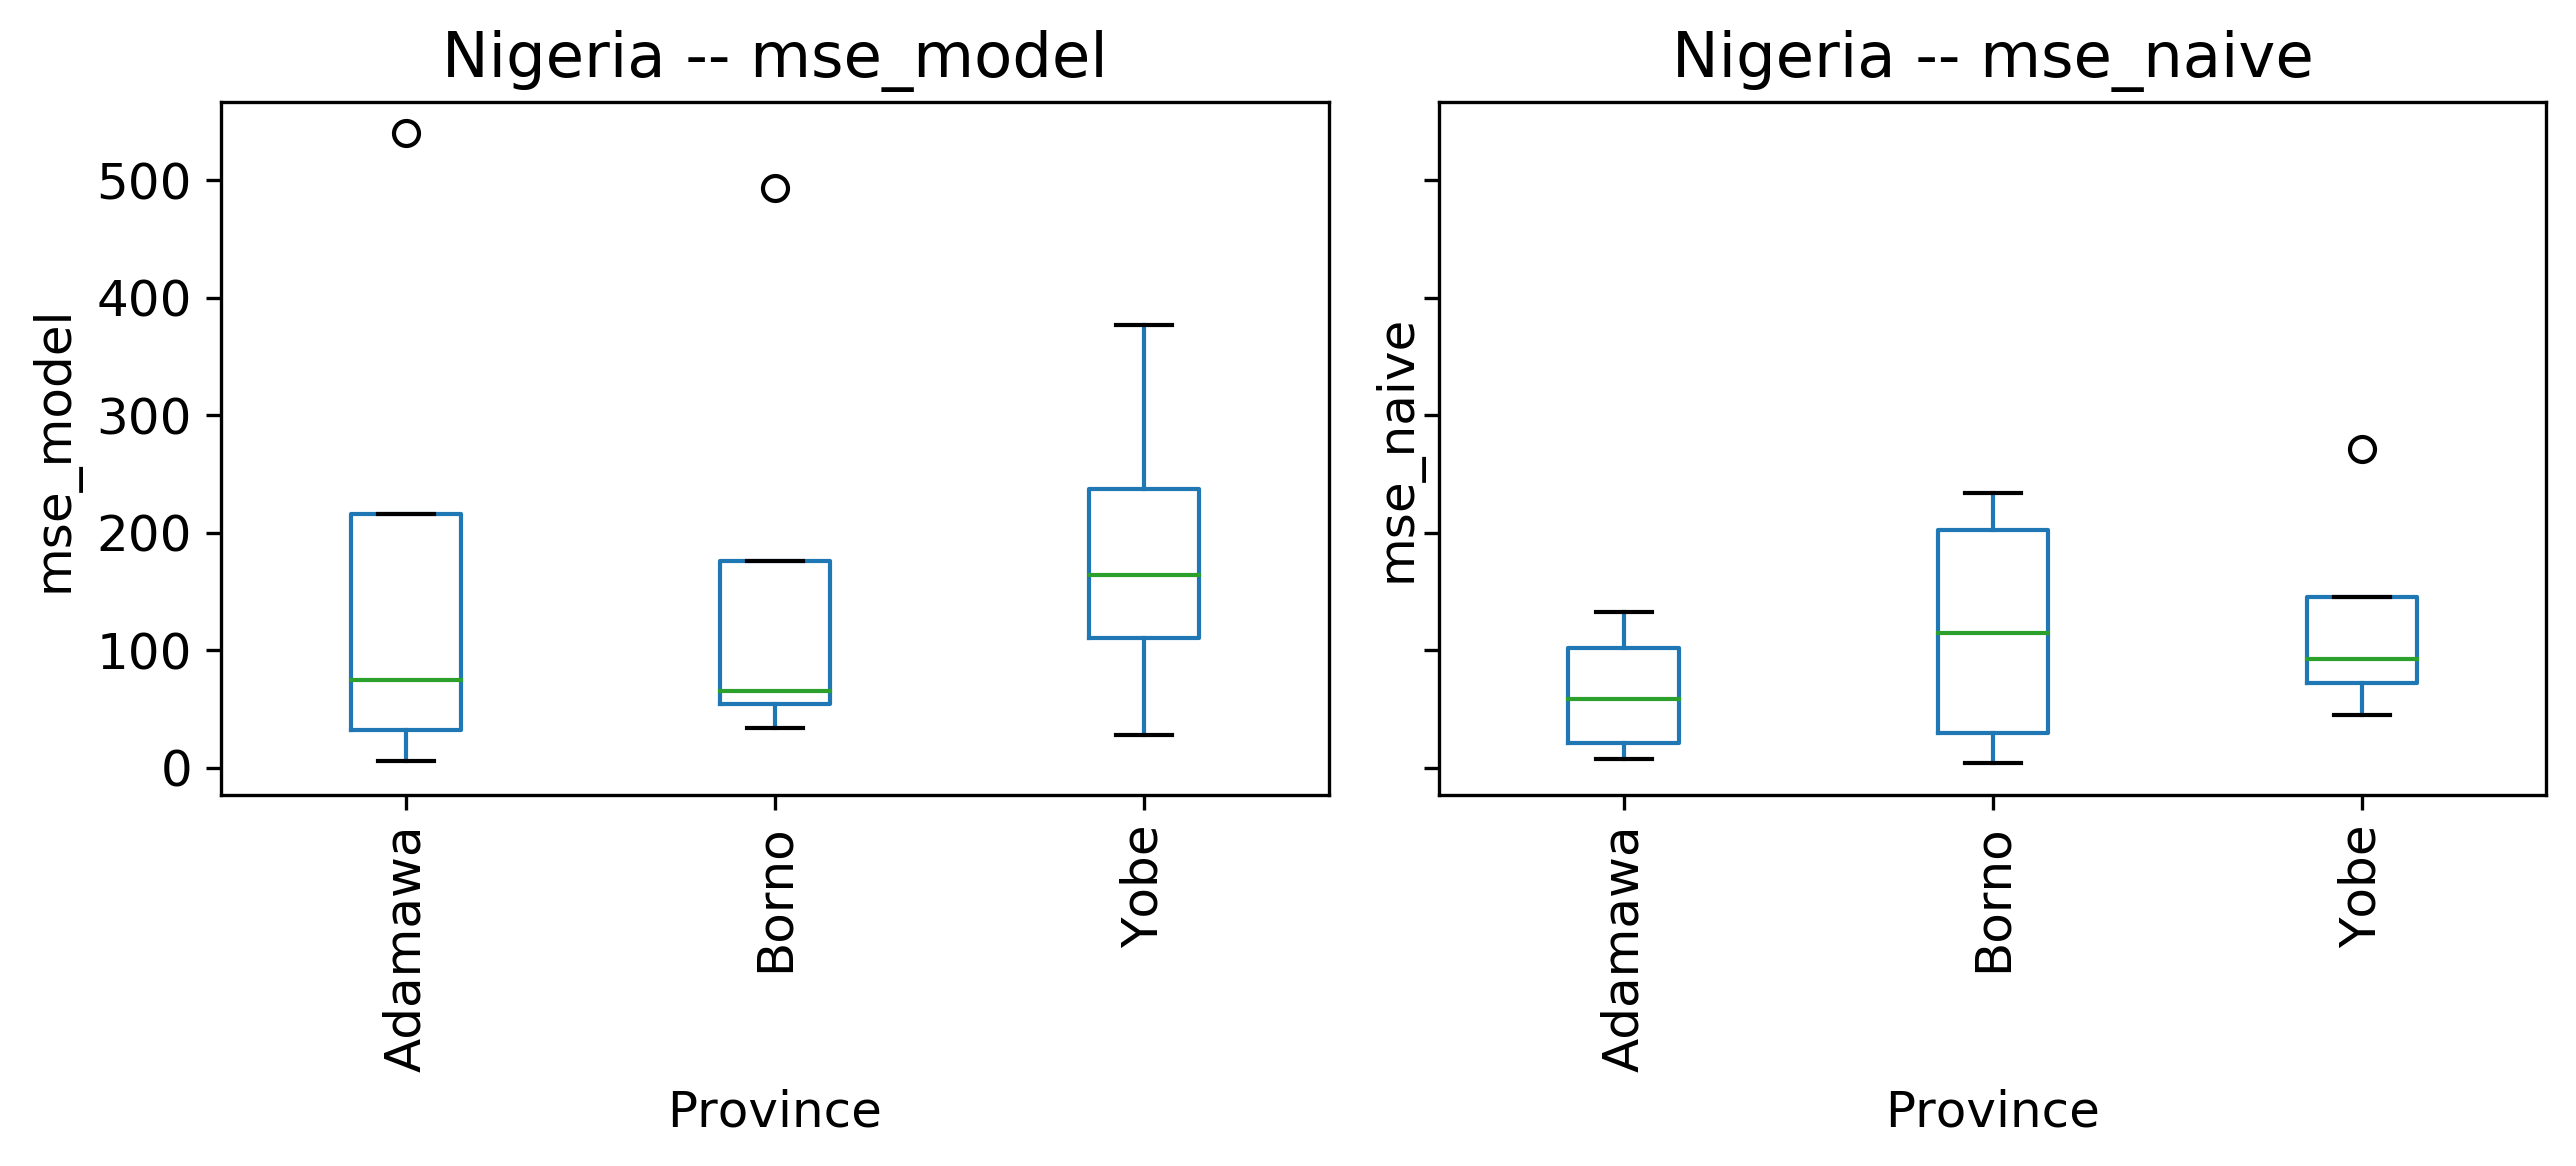 Nigeria -- mse_model
mse_model
500
400
300
200
100
0
Adamawa
Borno
Yobe
Province
Nigeria -- mse_naive
mse_naive
Adamawa
Borno
Yobe
Province